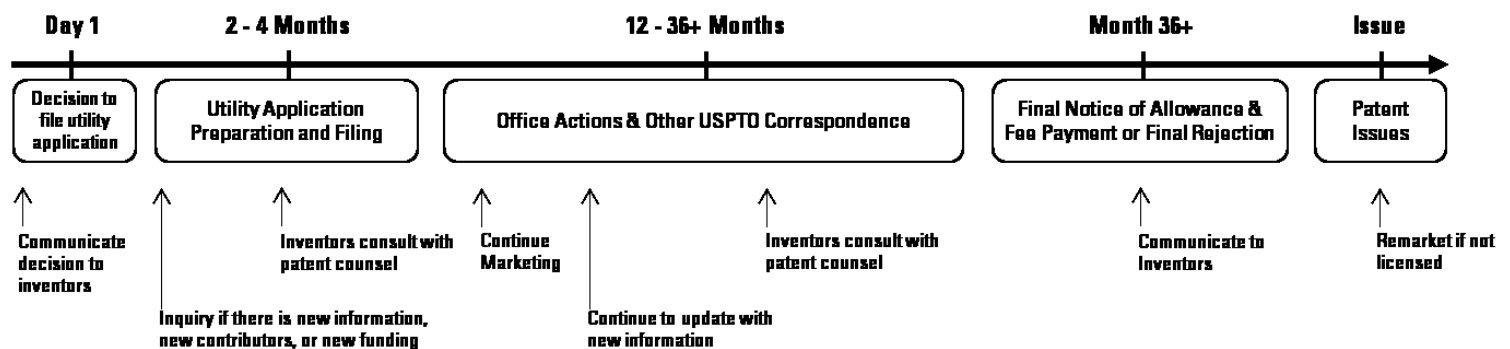 Day 1
2 - 4 Months
12 - 36+ Months
Month 36+
Issue
Decision to
file utility
application
Utility Application
Preparation and Filing
Office Actions & Other USPTO Correspondence
Final Notice of Allowance &
Fee Payment or Final Rejection
Patent
Issues
Communicate
decision to
inventors
Inventors consult with
patent counsel
Continue
Marketing
Inventors consult with
patent counsel
Communicate to
Inventors
Remarket if not
licensed
Inquiry if there is new information,
new contributors, or new funding
Continue to update with
new information